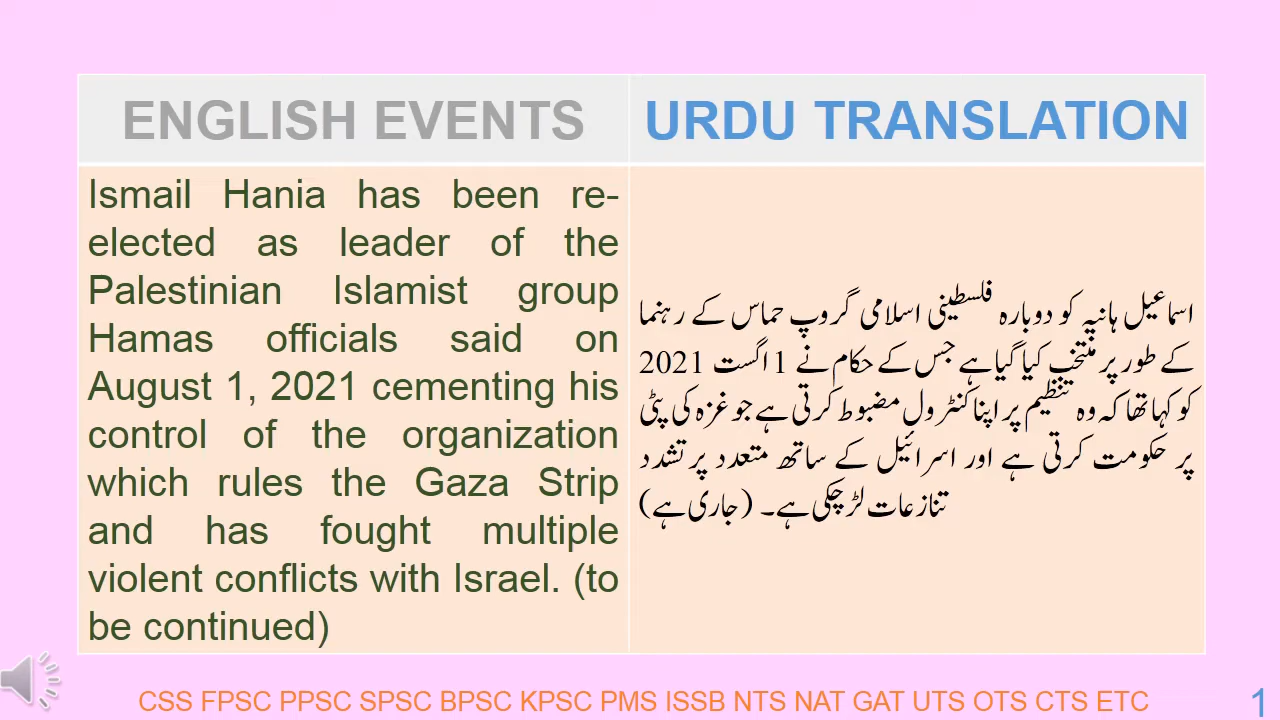 ENGLISH EVENTS
URDU TRANSLATION
Ismail Hania has been re-
elected as leader of the
Palestinian Islamist group
Hamas officials said on
August 1, 2021 cementing his
control of the organization
which rules the Gaza Strip
and has fought multiple
violent conflicts with Israel. (to
be continued)
اسماعیل ہانیہ کو دوبارہ فلسطینی اسلامی گروپ حماس کے رہنما
کے طور پر منتخب کیا گیا ہے جس کے حکام نے 1 اگست 2021
کو کہا تھا کہ وہ تنظیم پر اپنا کنٹرول مضبوط کرتی ہے جو غزہ کی پٹی
پر حکومت کرتی ہے اور اسرائیل کے ساتھ متعدد پر تشدد
تنازعات لڑ چکی ہے۔ (جاری ہے)
CSS FPSC PPSC SPSC BPSC KPSC PMS ISSB NTS NAT GAT UTS OTS CTS ETC
1